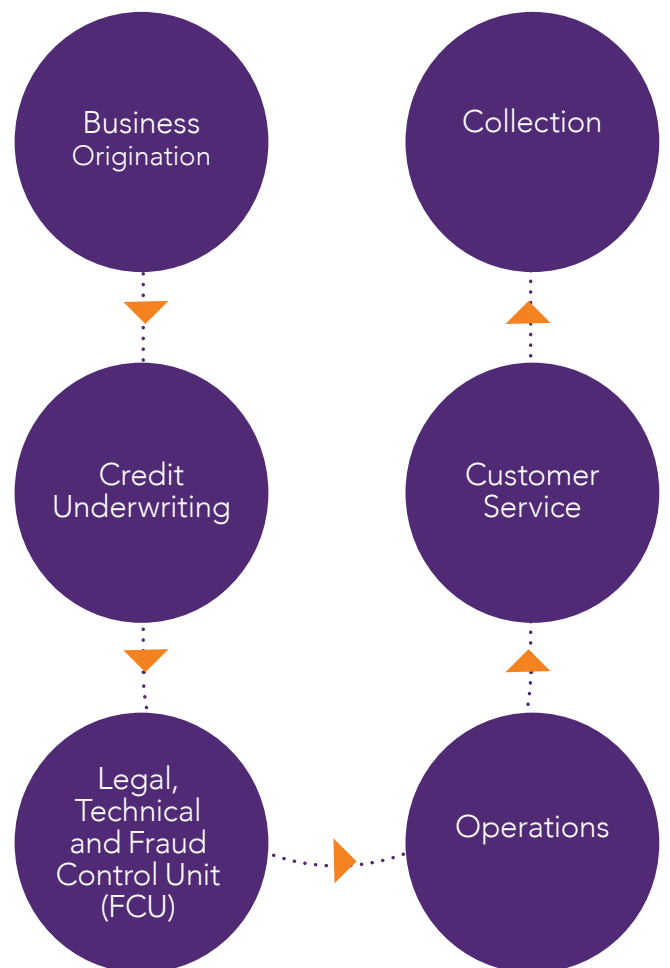 Business
Origination
Credit
Underwriting
Legal,
Technical
and Fraud
Control Unit
(FCU)
Operations
Customer
Service
Collection